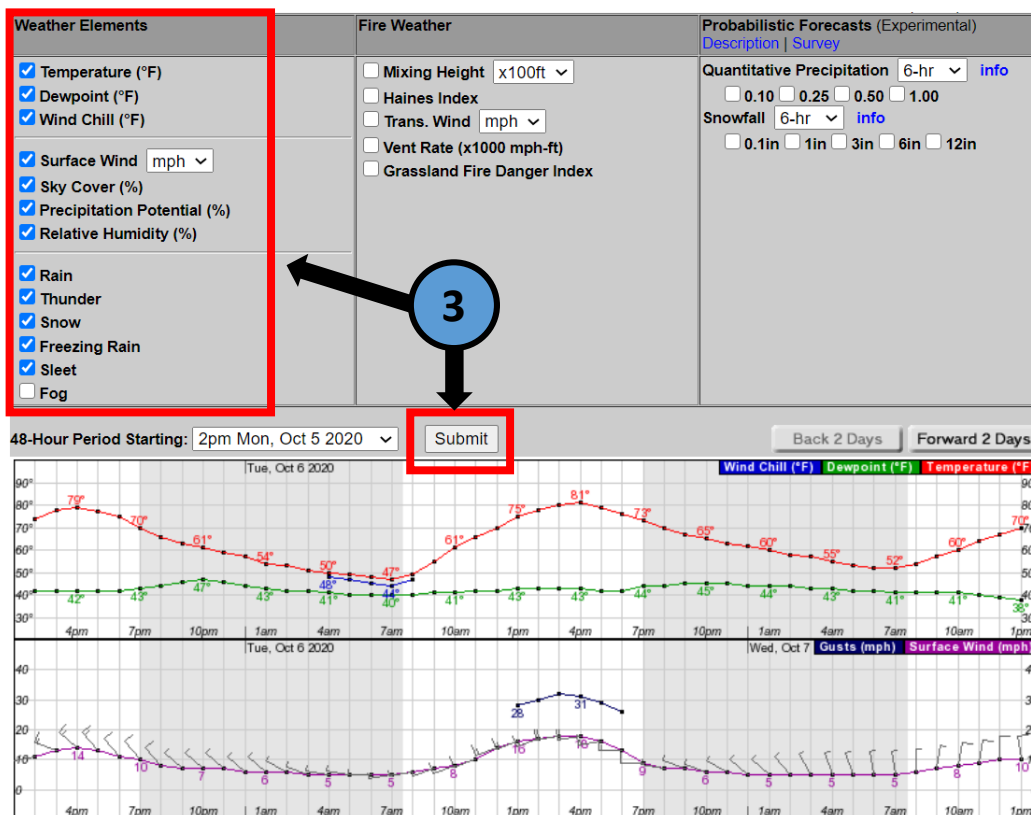 Weather Elements
Fire Weather
Probabilistic Forecasts (Experimental)
Description | Survey
Temperature (°F)
Dewpoint (°F)
Wind Chill (°F)
Surface Wind mph
Sky Cover (%)
Precipitation Potential (%)
Relative Humidity (%)
Rain
Thunder
Snow
Freezing Rain
Sleet
Fog
Mixing Height x100ft
Haines Index
Trans. Wind mph
Vent Rate (x1000 mph-ft)
Grassland Fire Danger Index
Quantitative Precipitation 6-hr info
0.10 0.25 0.50 1.00
Snowfall 6-hr info
0.1in 1in 3in 6in 12in
3
48-Hour Period Starting: 2pm Mon, Oct 5 2020 Submit Back 2 Days Forward 2 Days
Tue, Oct 6 2020 Wind Chill (°F) Dewpoint (°F) Temperature (°F
90°
80°
70°
60°
50°
40°
30°
79° 70° 61° 54° 50° 47° 61° 75° 81° 73° 65° 60° 55° 52° 60° 70°
48° 44°
42° 43° 47° 43° 41° 40° 41° 43° 43° 44° 45° 44° 43° 41° 41° 38°
4pm 7pm 10pm 1am 4am 7am 10am 1pm 4pm 7pm 10pm 1am 4am 7am 10am 1pm
Tue, Oct 6 2020 Wed, Oct 7 Gusts (mph) Surface Wind (mph)
40
30
20
10
0
28 31
14 10 7 6 5 5 8 16 18 9 6 5 5 5 8 10
4pm 7pm 10pm 1am 4am 7am 10am 1pm 4pm 7pm 10pm 1am 4am 7am 10am 1pm